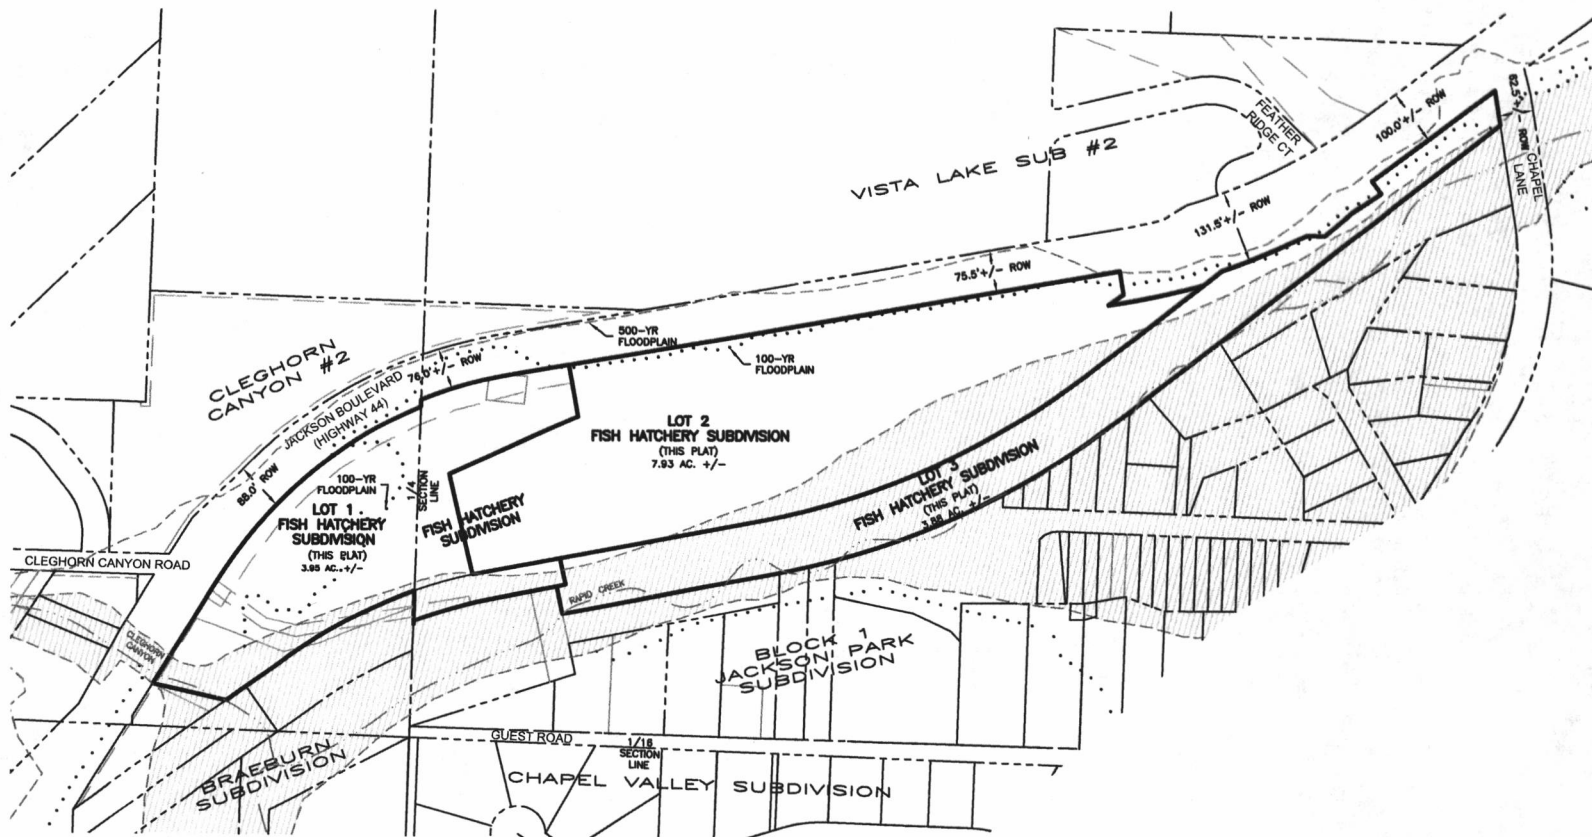 VISTA LAKE SUB #2
FEATHER
RIDGE CT
100.0'+/- ROW
62.5'+/- ROW
CHAPEL
LANE
131.5'+/- ROW
75.5'+/- ROW
500-YR
FLOODPLAIN
100-YR
FLOODPLAIN
CLEGHORN
CANYON #2
JACKSON BOULEVARD
(HIGHWAY 44)
76.0'+/- ROW
88.0' ROW
100-YR
FLOODPLAIN
1/4
SECTION
LINE
LOT 1
FISH HATCHERY
SUBDIVISION
(THIS PLAT)
3.95 AC. +/-
FISH HATCHERY
SUBDIVISION
LOT 2
FISH HATCHERY SUBDIVISION
(THIS PLAT)
7.93 AC. +/-
LOT 3
FISH HATCHERY SUBDIVISION
(THIS PLAT)
AC. +/-
CLEGHORN CANYON ROAD
CLEGHORN
CANYON
RAPID CREEK
BLOCK 1
JACKSON PARK
SUBDIVISION
GUEST ROAD
1/16
SECTION
LINE
BRAEBURN
SUBDIVISION
CHAPEL VALLEY SUBDIVISION